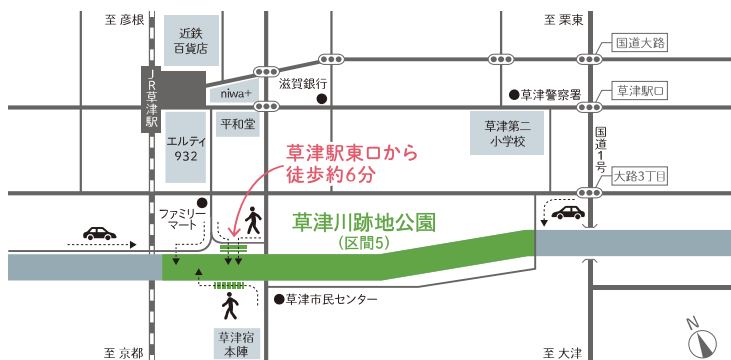 至 彦根
至 栗東
近鉄
百貨店
国道大路
JR草津駅
niwa+
滋賀銀行
草津警察署
草津駅口
エルティ
932
平和堂
草津第二
小学校
国道1号
草津駅東口から
徒歩約6分
大路3丁目
ファミリー
マート
草津川跡地公園
(区間5)
草津市民センター
草津宿
本陣
至 京都
至 大津
N